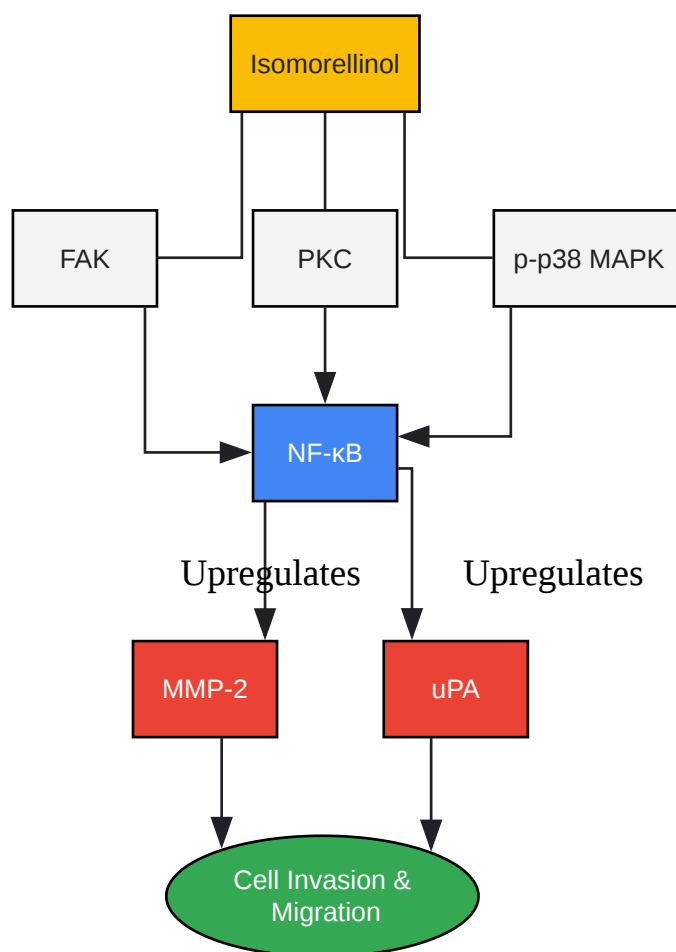 Isomorellinol
FAK
PKC
p-p38 MAPK
NF-κB
Upregulates
Upregulates
MMP-2
uPA
Cell Invasion &
Migration